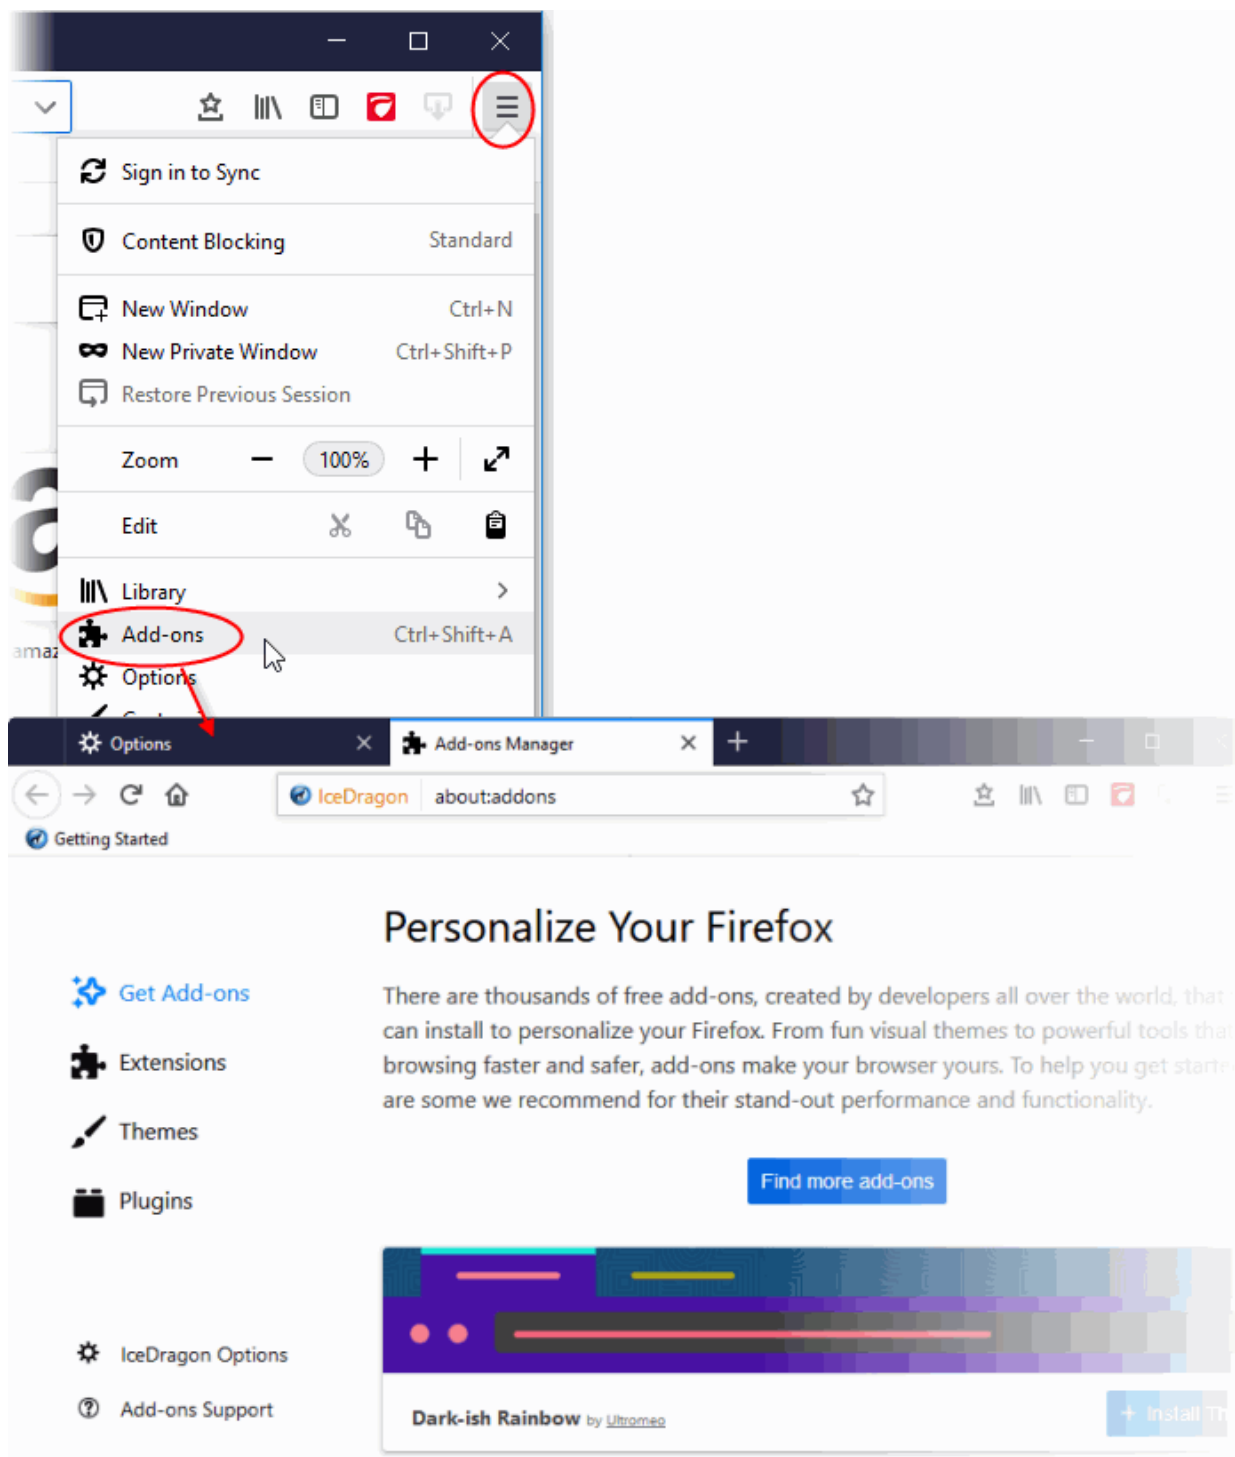 Sign in to Sync
Content Blocking Standard
New Window Ctrl+N
New Private Window Ctrl+Shift+P
Restore Previous Session
Zoom 100%
Edit
Library
Add-ons Ctrl+Shift+A
amaz
Options
Options Add-ons Manager
IceDragon about:addons
Getting Started
Personalize Your Firefox
Get Add-ons
There are thousands of free add-ons, created by developers all over the world, that
can install to personalize your Firefox. From fun visual themes to powerful tools that
browsing faster and safer, add-ons make your browser yours. To help you get starte
are some we recommend for their stand-out performance and functionality.
Extensions
Themes
Plugins
Find more add-ons
IceDragon Options
Add-ons Support
Dark-ish Rainbow by Ultromeo
+ Install Th